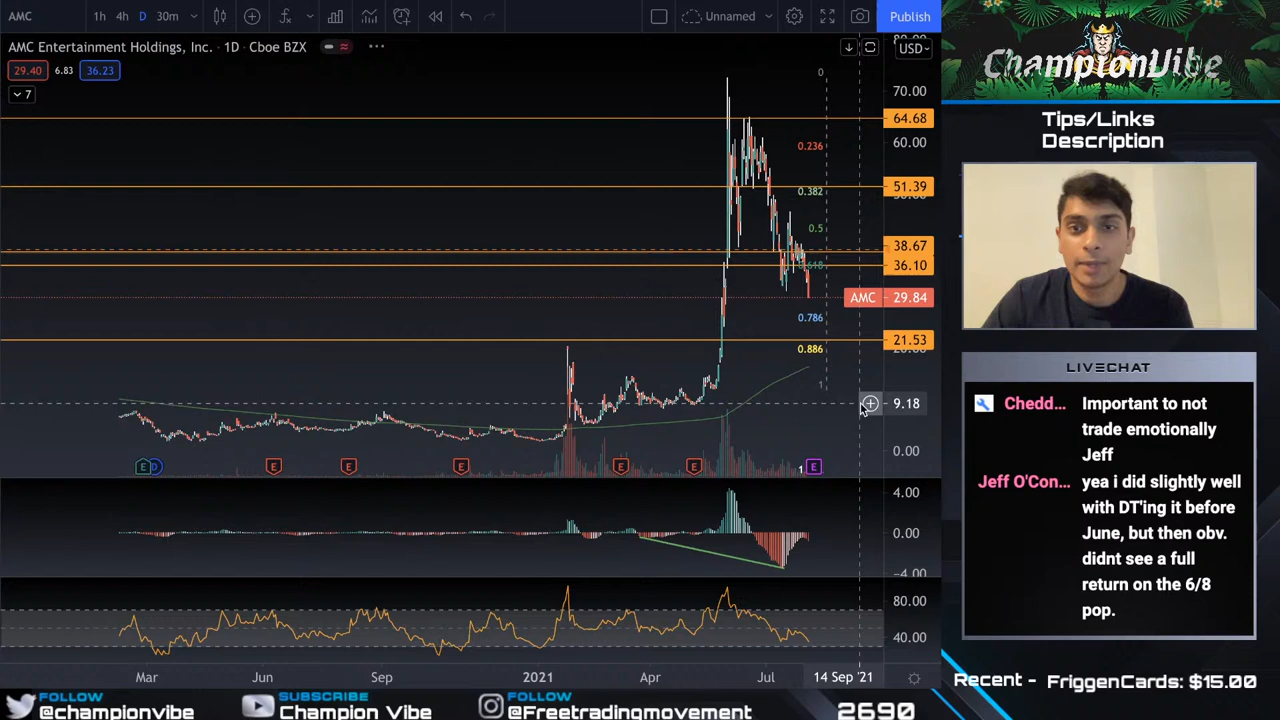 AMC
1h 4h D 30m
Unnamed
Publish
AMC Entertainment Holdings, Inc. · 1D · Cboe BZX
29.40 6.83 36.23
7
USD
70.00
64.68
60.00
51.39
38.67
36.10
AMC 29.84
21.53
9.18
0.00
0
0.236
0.382
0.5
0.618
0.786
0.886
1
E D E E E E E 1 E
4.00
0.00
-4.00
80.00
40.00
Mar Jun Sep 2021 Apr Jul 14 Sep '21
ChampionVibe
Tips/Links
Description
LIVECHAT
Chedd... Important to not
trade emotionally
Jeff
Jeff O'Con... yea i did slightly well
with DT'ing it before
June, but then obv.
didnt see a full
return on the 6/8
pop.
Recent - FriggenCards: $15.00
FOLLOW
@championvibe
SUBSCRIBE
Champion Vibe
FOLLOW
@Freetradingmovement
2690